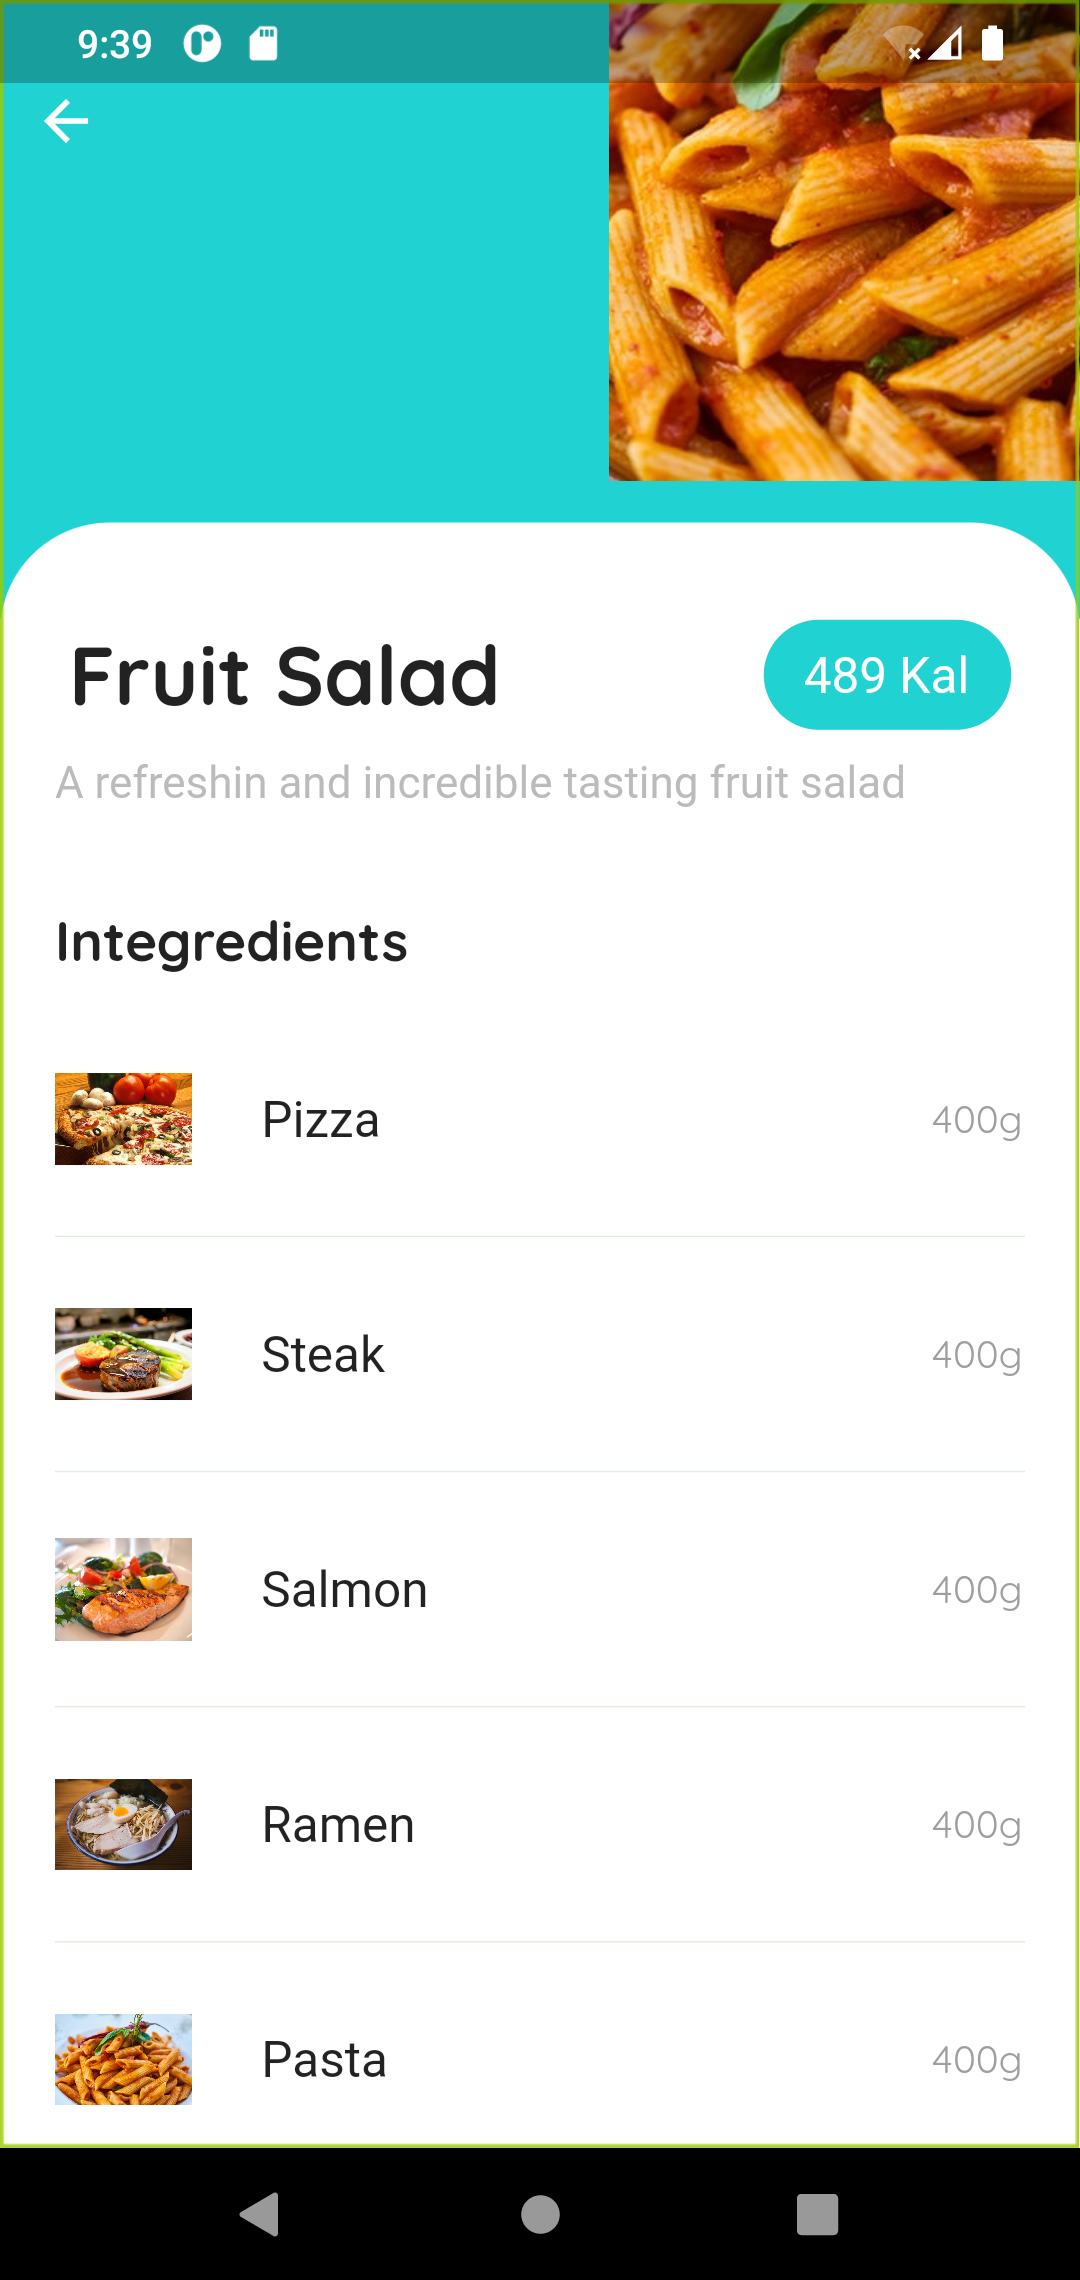 9:39
Fruit Salad
489 Kal
A refreshin and incredible tasting fruit salad
Integredients
Pizza
400g
Steak
400g
Salmon
400g
Ramen
400g
Pasta
400g